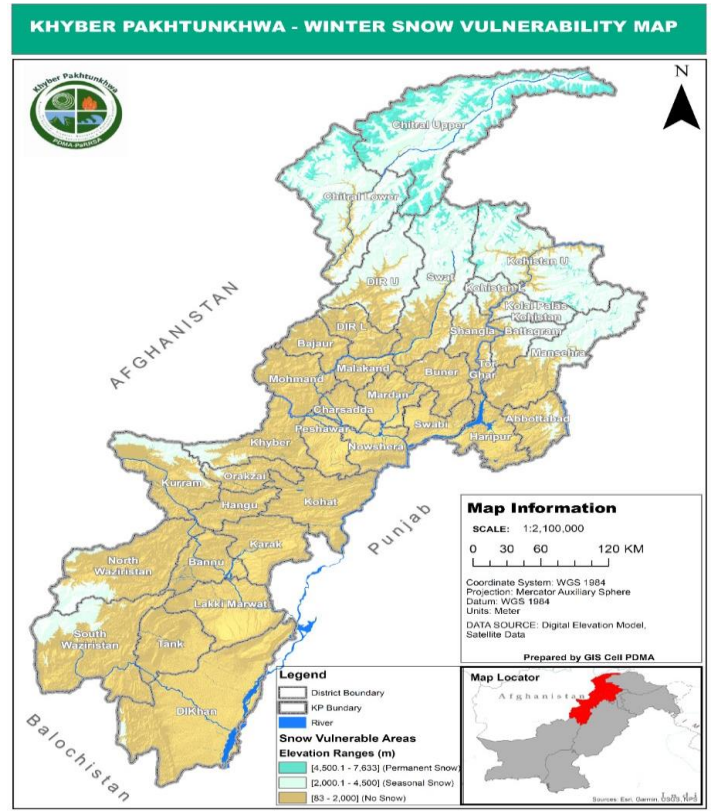 KHYBER PAKHTUNKHWA - WINTER SNOW VULNERABILITY MAP
Khyber Pakhtunkhwa
PDMA-PaRRSA
N
Chitral Upper
Chitral Lower
Kohistan U
DIR U
Swat
Kohistan L
Kolai Palas
Kohistan
DIR L
Shangla
Battagram
Bajaur
Mansehra
Malakand
Tor
Ghar
Buner
Mohmand
Mardan
Charsadda
Abbottabad
Peshawar
Swabi
Haripur
Khyber
Nowshera
Orakzai
Kurram
Hangu
Kohat
Karak
North
Waziristan
Bannu
Lakki Marwat
South
Waziristan
Tank
DIKhan
AFGHANISTAN
Punjab
Balochistan
Map Information
SCALE: 1:2,100,000
0 30 60 120 KM
Coordinate System: WGS 1984
Projection: Mercator Auxiliary Sphere
Datum: WGS 1984
Units: Meter
DATA SOURCE: Digital Elevation Model,
Satellite Data
Prepared by GIS Cell PDMA
Legend
District Boundary
KP Bundary
River
Snow Vulnerable Areas
Elevation Ranges (m)
[4,500.1 - 7,633] (Permanent Snow)
[2,000.1 - 4,500] (Seasonal Snow)
[83 - 2,000] (No Snow)
Map Locator
Afghanistan
Sources: Esri, Garmin, USGS, NPS